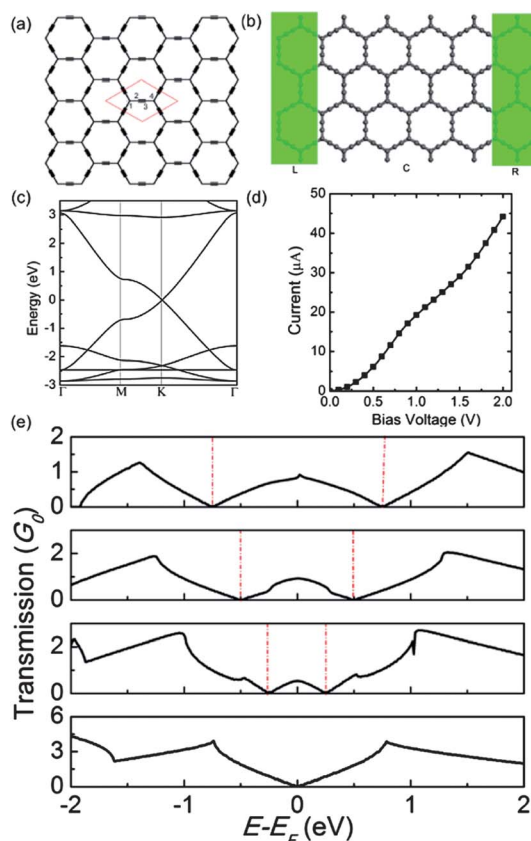 (a)
(b)
1 2 3 4
L C R
(c)
(d)
Energy (eV)
3
2
1
0
-1
-2
-3
Γ M K Γ
Current(μA)
50
40
30
20
10
0
0.0 0.5 1.0 1.5 2.0
Bias Voltage (V)
(e)
Transmission (G0)
2
1
0
2
0
2
0
6
3
0
-2 -1 0 1 2
E-EF (eV)